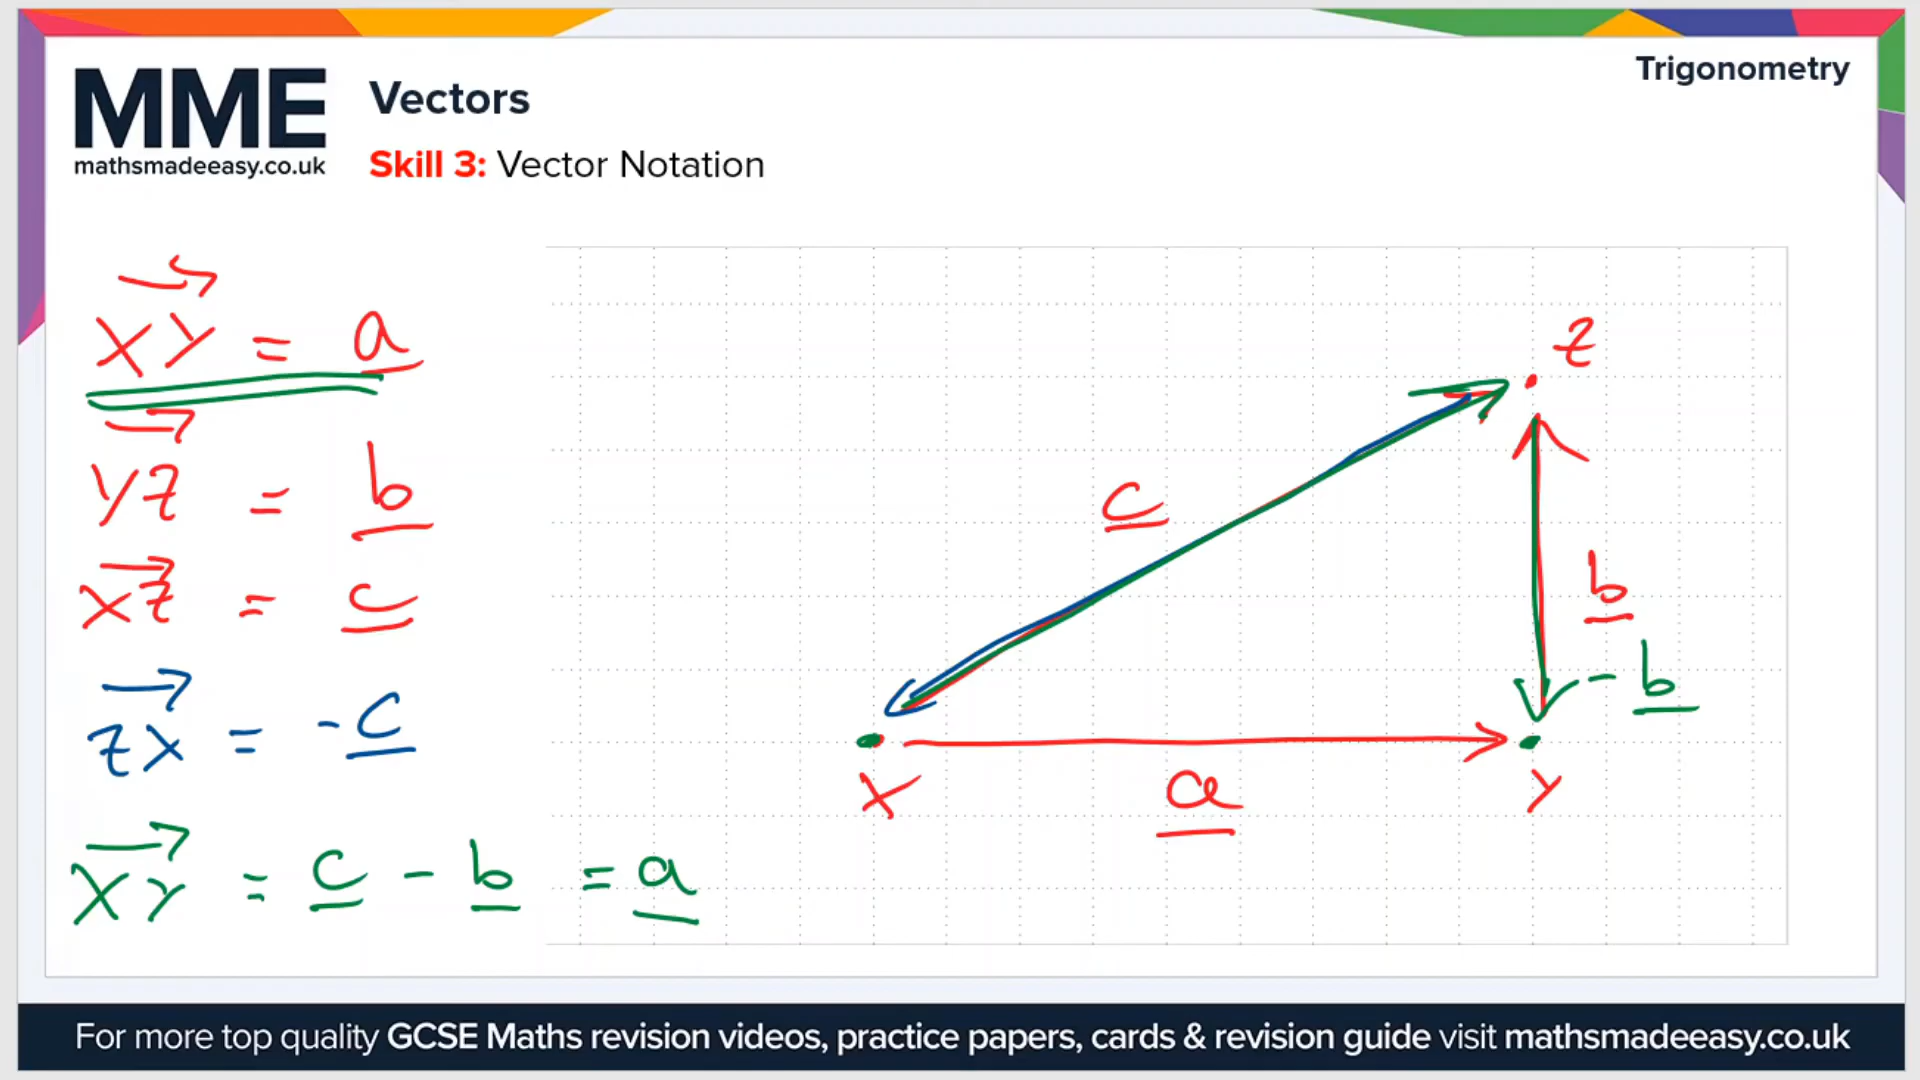 MME
mathsmadeeasy.co.uk
Vectors
Skill 3: Vector Notation
Trigonometry
XY = a
YZ = b
XZ = c
ZX = -c
XY = c - b = a
Z
c
b
-b
X
a
Y
For more top quality GCSE Maths revision videos, practice papers, cards & revision guide visit mathsmadeeasy.co.uk